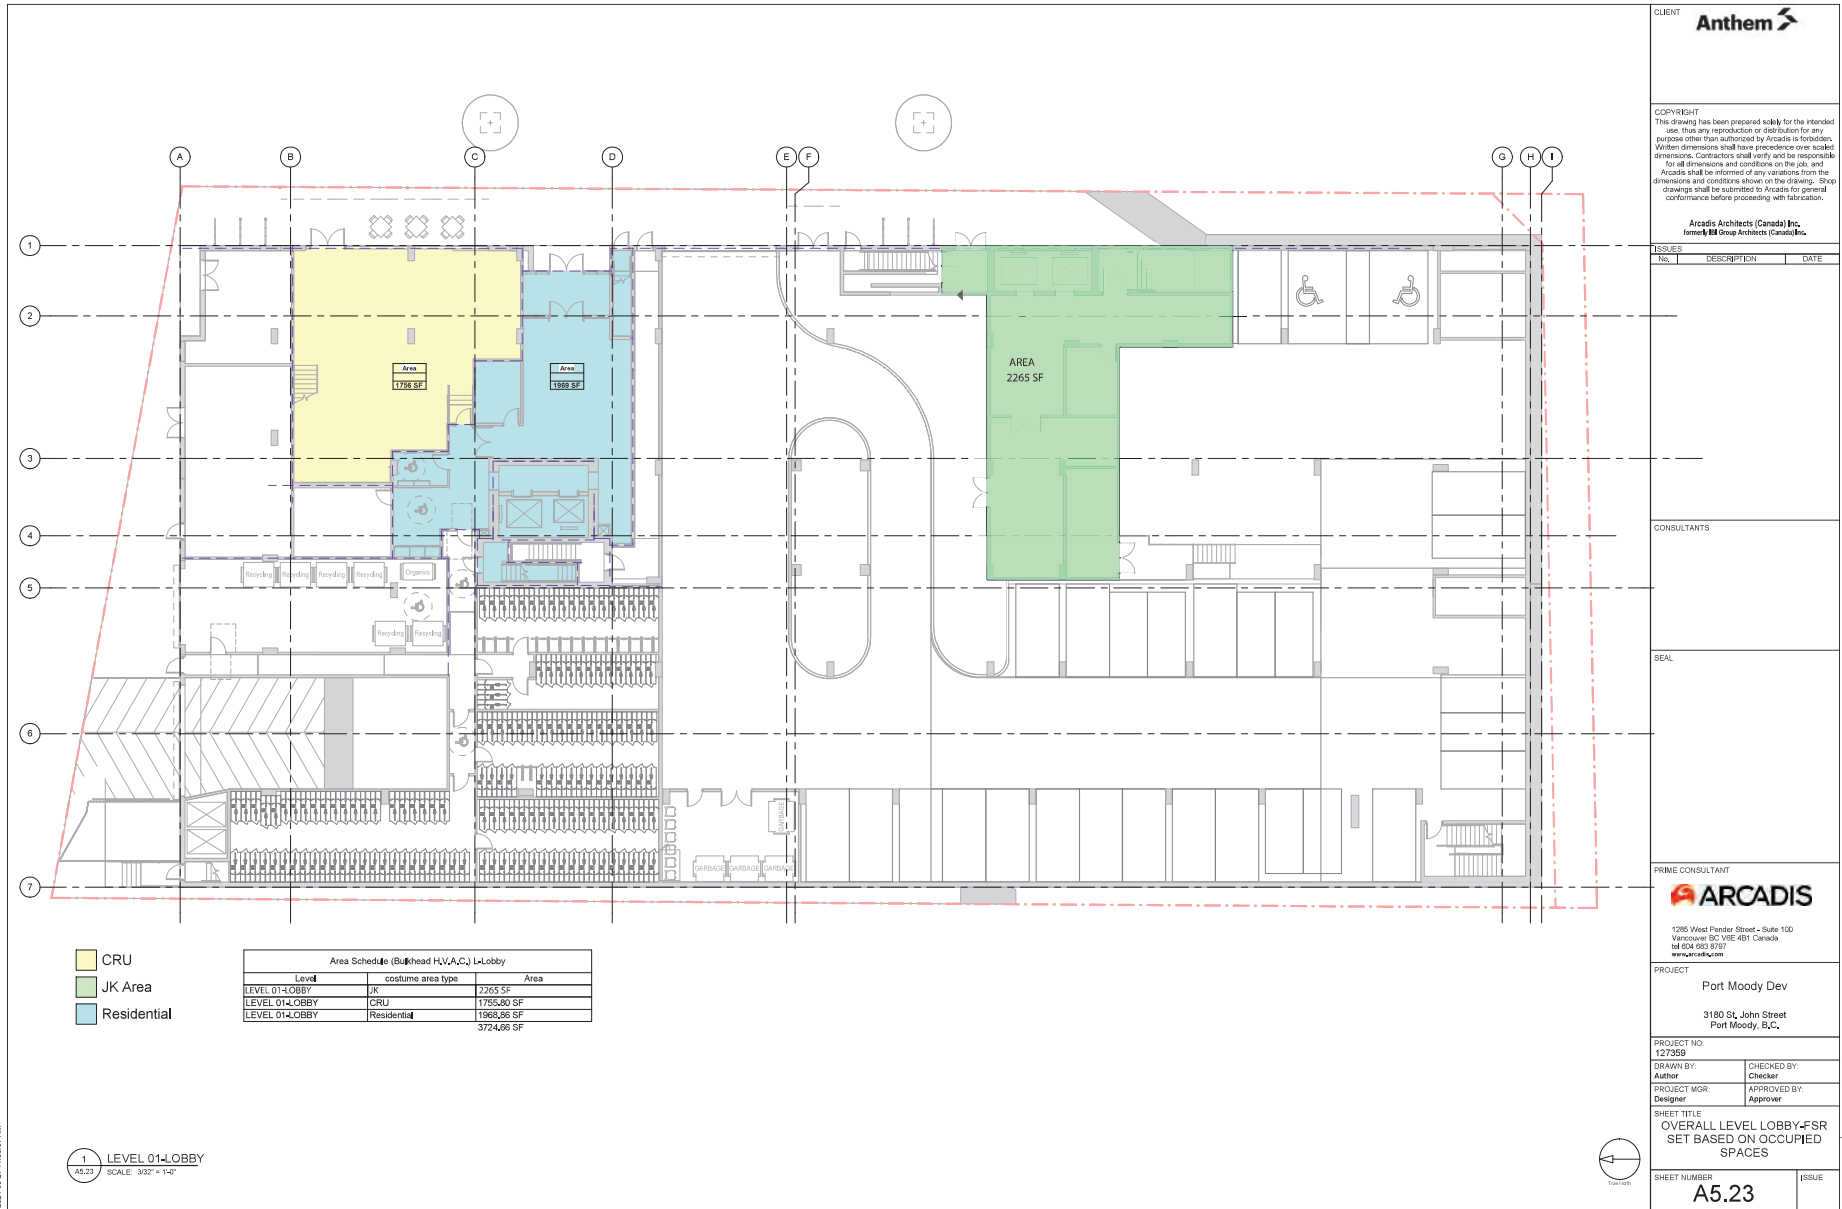 CLIENT
Anthem
COPYRIGHT
This drawing has been prepared solely for the intended
use, thus any reproduction or distribution for any
purpose other than authorized by Arcadis is forbidden.
Written dimensions shall have precedence over scaled
dimensions. Contractors shall verify and be responsible
for all dimensions and conditions on the job, and
Arcadis shall be informed of any variations from the
dimensions and conditions shown on the drawing. Shop
drawings shall be submitted to Arcadis for general
conformance before proceeding with fabrication.
Arcadis Architects (Canada) Inc.
formerly IBI Group Architects (Canada) Inc.
ISSUES
No. DESCRIPTION DATE
A B C D E F G H I
1
2
3
4
5
6
7
Area
1756 SF
Area
1969 SF
AREA
2265 SF
Recycling Recycling Recycling Recycling Organics
Recycling Recycling
GARBAGE
GARBAGE GARBAGE GARBAGE
CONSULTANTS
SEAL
PRIME CONSULTANT
ARCADIS
1285 West Pender Street - Suite 100
Vancouver BC V6E 4B1 Canada
tel 604 683 8797
www.arcadis.com
PROJECT
Port Moody Dev
3180 St. John Street
Port Moody, B.C.
PROJECT NO:
127359
DRAWN BY: CHECKED BY:
Author Checker
PROJECT MGR: APPROVED BY:
Designer Approver
SHEET TITLE
OVERALL LEVEL LOBBY-FSR
SET BASED ON OCCUPIED
SPACES
SHEET NUMBER ISSUE
A5.23
CRU
JK Area
Residential
Area Schedule (Bulkhead H.V.A.C.) L-Lobby
Level costume area type Area
LEVEL 01-LOBBY JK 2265 SF
LEVEL 01-LOBBY CRU 1755.80 SF
LEVEL 01-LOBBY Residential 1968.86 SF
3724.66 SF
1 LEVEL 01-LOBBY
A5.23 SCALE: 3/32" = 1'-0"
True North